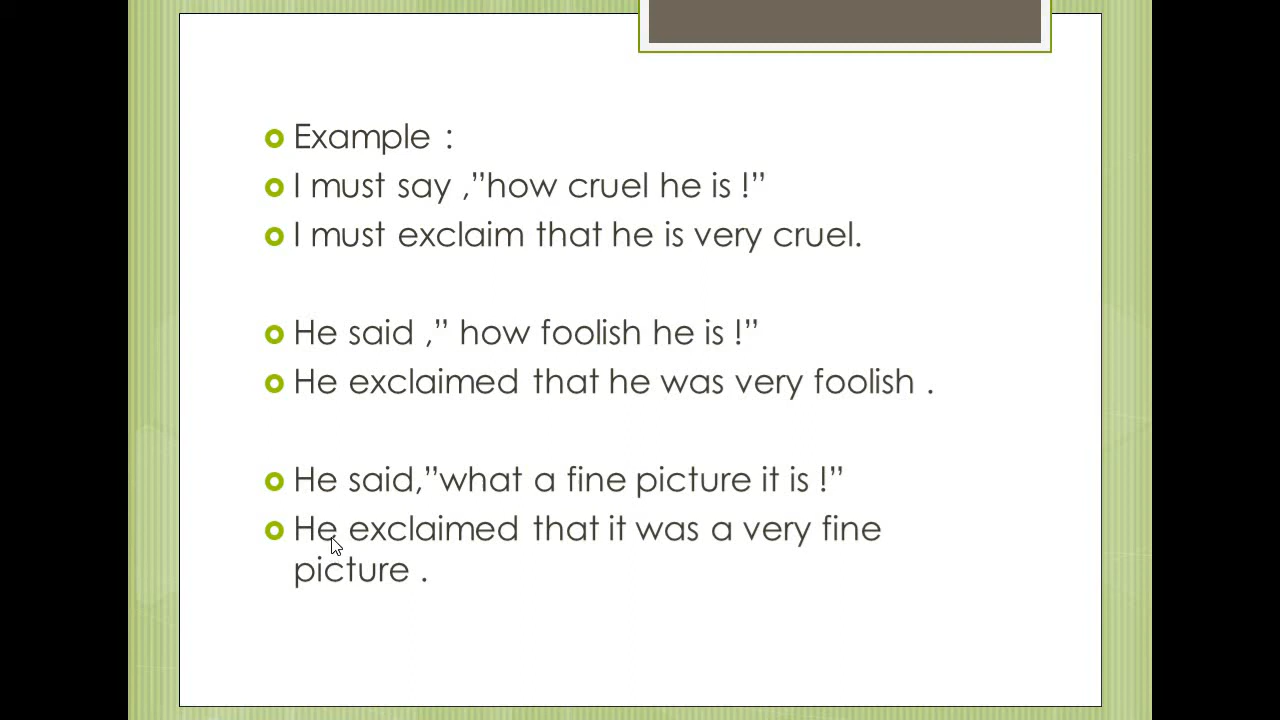 Example :
I must say ,”how cruel he is !”
I must exclaim that he is very cruel.
He said ,” how foolish he is !”
He exclaimed that he was very foolish .
He said,”what a fine picture it is !”
He exclaimed that it was a very fine
picture .